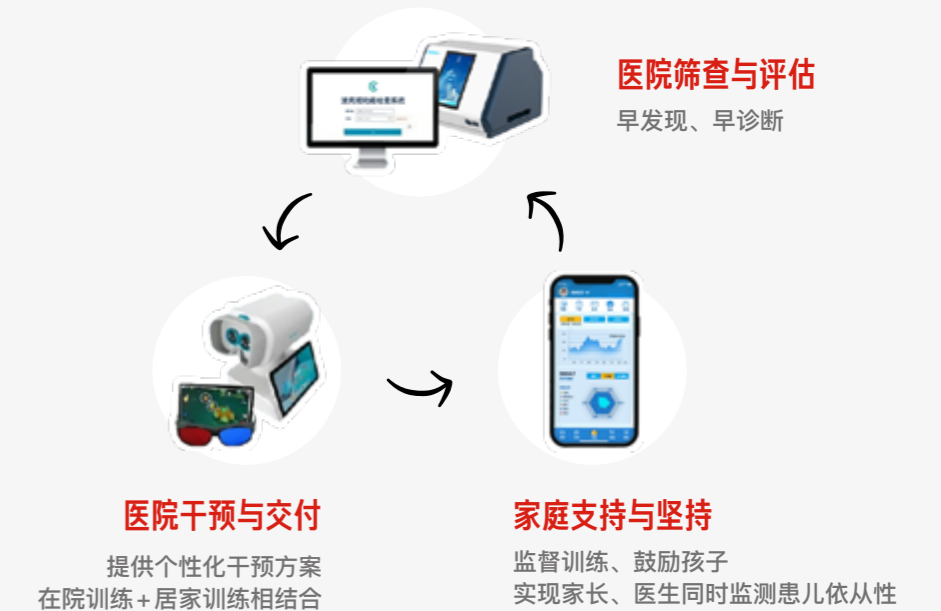 医院筛查与评估
早发现、早诊断
医院干预与交付
提供个性化干预方案
在院训练+居家训练相结合
家庭支持与坚持
监督训练、鼓励孩子
实现家长、医生同时监测患儿依从性